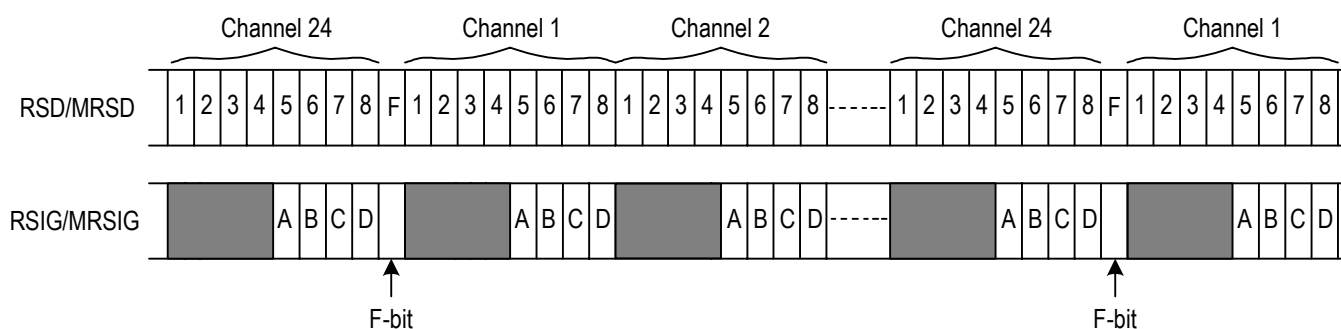 Channel 24 Channel 1 Channel 2 Channel 24 Channel 1
RSD/MRSD 1 2 3 4 5 6 7 8 F 1 2 3 4 5 6 7 8 1 2 3 4 5 6 7 8 1 2 3 4 5 6 7 8 F 1 2 3 4 5 6 7 8
RSIG/MRSIG A B C D A B C D A B C D A B C D A B C D
F-bit F-bit